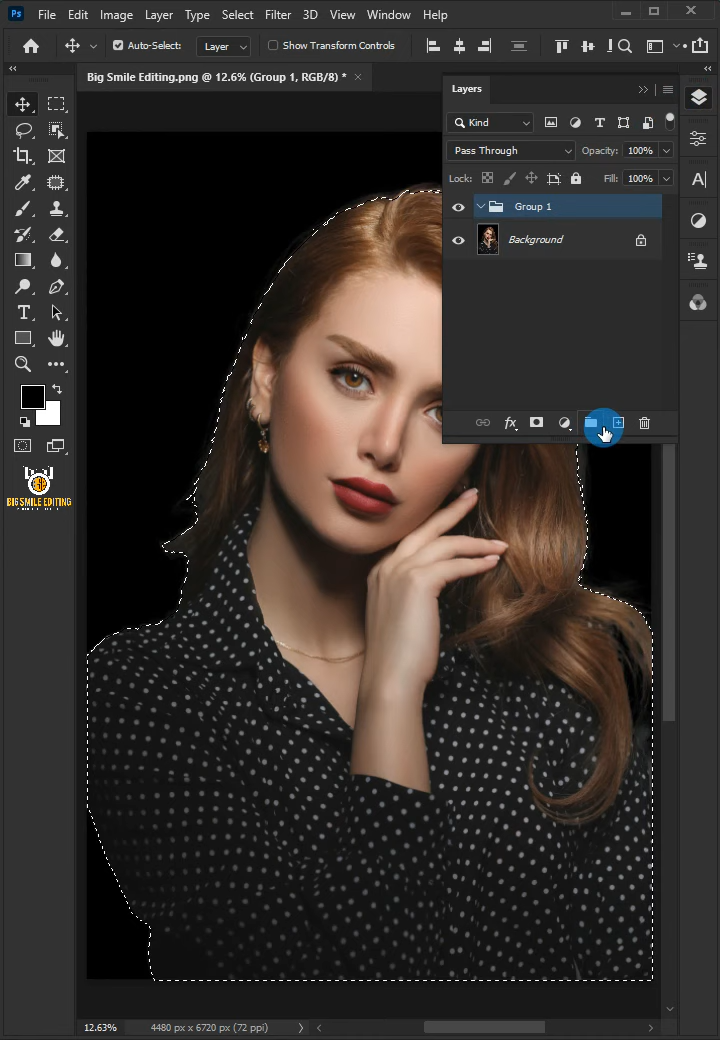 Ps File Edit Image Layer Type Select Filter 3D View Window Help
Auto-Select: Layer Show Transform Controls
Big Smile Editing.png @ 12.6% (Group 1, RGB/8) *
Layers
Kind
Pass Through Opacity: 100%
Lock: Fill: 100%
Group 1
Background
fx
BIG SMILE EDITING
12.63% 4480 px x 6720 px (72 ppi)